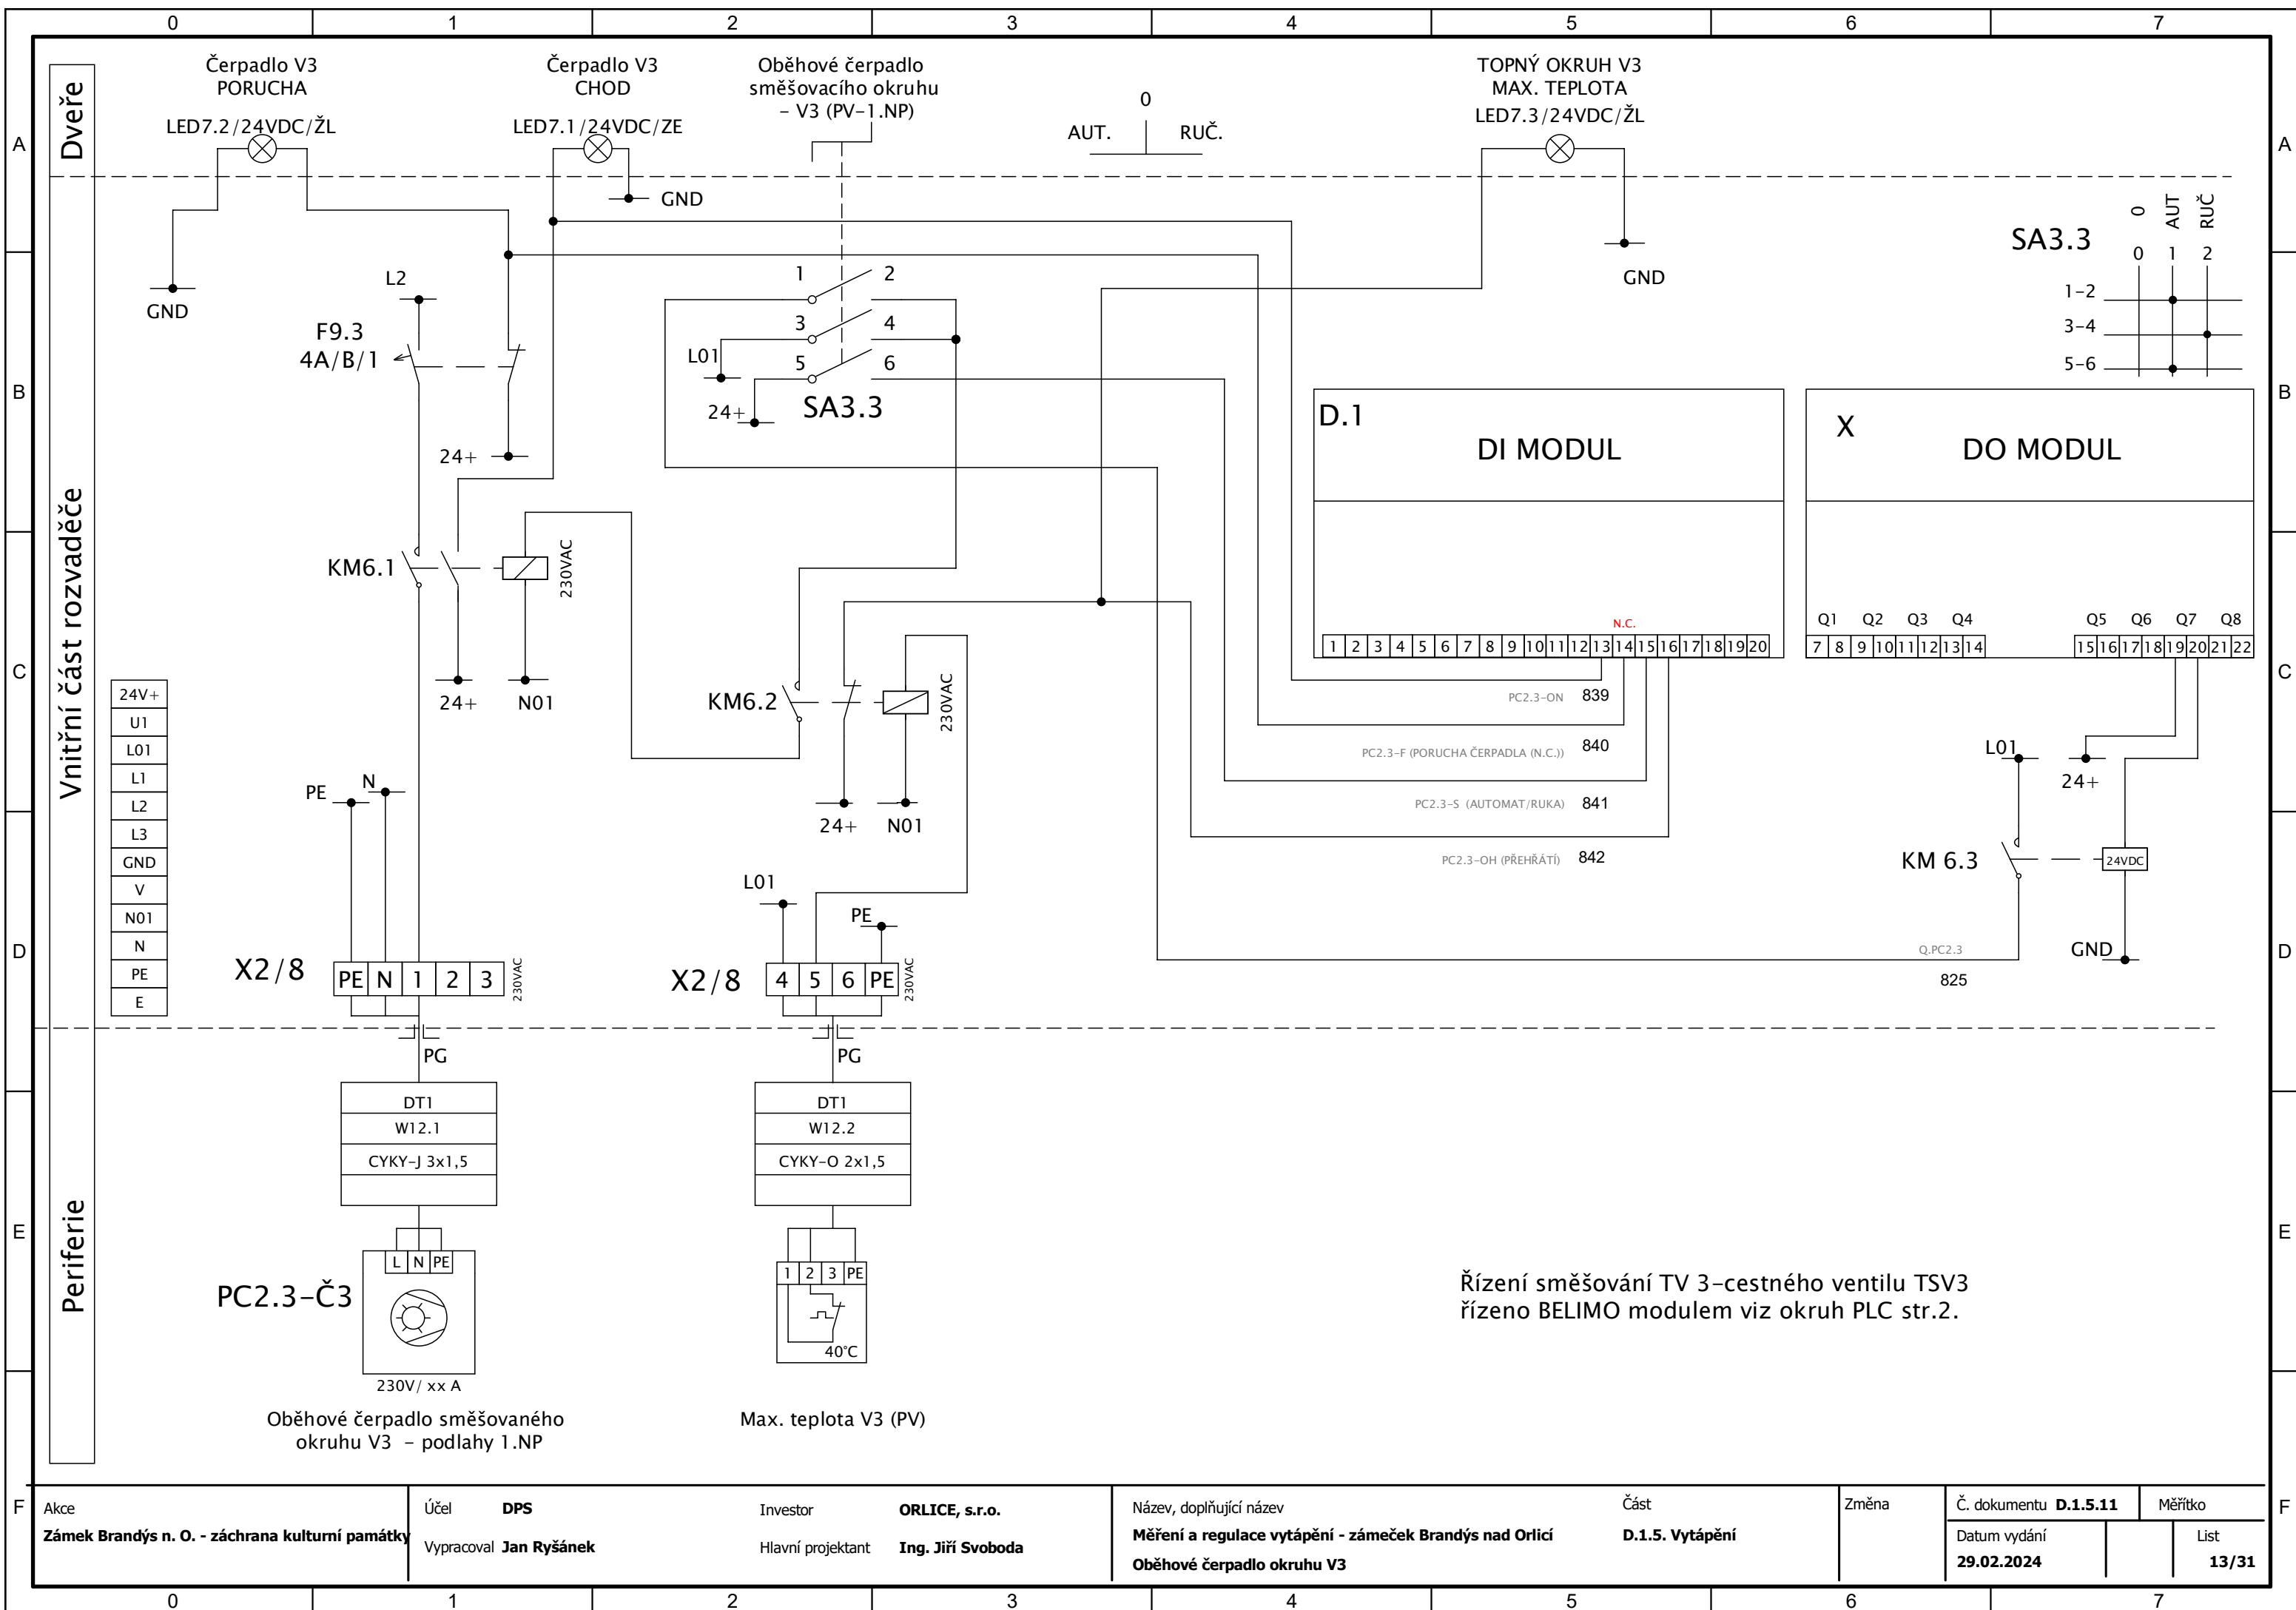 0 1 2 3 4 5 6 7
A
B
C
D
E
F
A
B
C
D
E
F
Dveře
Vnitřní část rozvaděče
Periferie
Čerpadlo V3
PORUCHA
LED7.2/24VDC/ŽL
Čerpadlo V3
CHOD
LED7.1/24VDC/ZE
Oběhové čerpadlo
směšovacího okruhu
- V3 (PV-1.NP)
0
AUT. RUČ.
TOPNÝ OKRUH V3
MAX. TEPLOTA
LED7.3/24VDC/ŽL
GND
GND
GND
SA3.3
0 AUT RUČ
0 1 2
1-2
3-4
5-6
L2
F9.3
4A/B/1
24+
1 2
3 4
5 6
L01
24+
SA3.3
D.1
DI MODUL
N.C.
1 2 3 4 5 6 7 8 9 10 11 12 13 14 15 16 17 18 19 20
X
DO MODUL
Q1 Q2 Q3 Q4 Q5 Q6 Q7 Q8
7 8 9 10 11 12 13 14 15 16 17 18 19 20 21 22
KM6.1
230VAC
24+ N01
KM6.2
230VAC
24+ N01
PC2.3-ON 839
PC2.3-F (PORUCHA ČERPADLA (N.C.)) 840
PC2.3-S (AUTOMAT/RUKA) 841
PC2.3-OH (PŘEHŘÁTÍ) 842
L01
24+
KM 6.3
24VDC
GND
Q.PC2.3
825
24V+
U1
L01
L1
L2
L3
GND
V
N01
N
PE
E
PE N
X2/8
PE N 1 2 3
230VAC
L01
PE
X2/8
4 5 6 PE
230VAC
PG
PG
DT1
W12.1
CYKY-J 3x1,5
DT1
W12.2
CYKY-O 2x1,5
L N PE
PC2.3-Č3
230V/ xx A
Oběhové čerpadlo směšovaného
okruhu V3 - podlahy 1.NP
1 2 3 PE
40°C
Max. teplota V3 (PV)
Řízení směšování TV 3-cestného ventilu TSV3
řízeno BELIMO modulem viz okruh PLC str.2.
Akce
Zámek Brandýs n. O. - záchrana kulturní památky
Účel DPS
Vypracoval Jan Ryšánek
Investor ORLICE, s.r.o.
Hlavní projektant Ing. Jiří Svoboda
Název, doplňující název
Měření a regulace vytápění - zámeček Brandýs nad Orlicí
Oběhové čerpadlo okruhu V3
Část
D.1.5. Vytápění
Změna
Č. dokumentu D.1.5.11
Měřítko
Datum vydání
29.02.2024
List
13/31
0 1 2 3 4 5 6 7